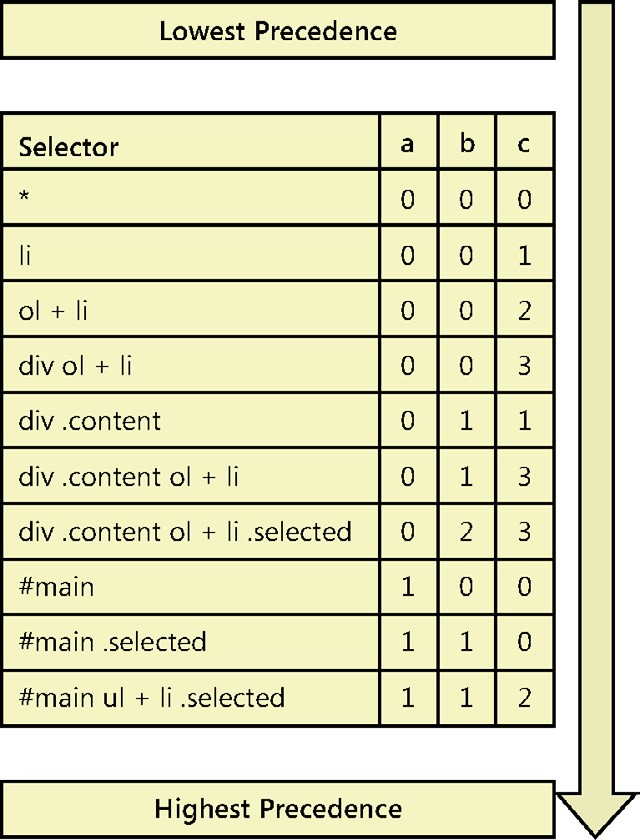 Lowest Precedence
Selector a b c
* 0 0 0
li 0 0 1
ol + li 0 0 2
div ol + li 0 0 3
div .content 0 1 1
div .content ol + li 0 1 3
div .content ol + li .selected 0 2 3
#main 1 0 0
#main .selected 1 1 0
#main ul + li .selected 1 1 2
Highest Precedence